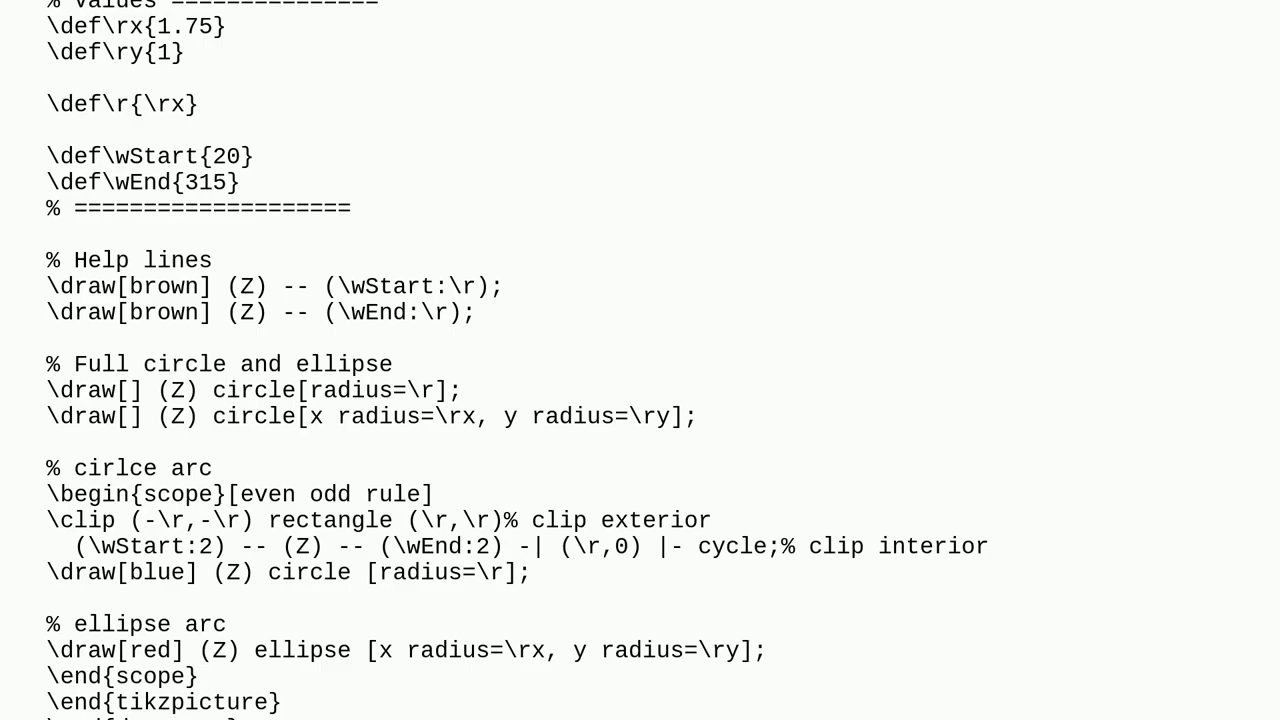 % Values ===============
\def\rx{1.75}
\def\ry{1}
\def\r{\rx}
\def\wStart{20}
\def\wEnd{315}
% ====================
% Help lines
\draw[brown] (Z) -- (\wStart:\r);
\draw[brown] (Z) -- (\wEnd:\r);
% Full circle and ellipse
\draw[] (Z) circle[radius=\r];
\draw[] (Z) circle[x radius=\rx, y radius=\ry];
% cirlce arc
\begin{scope}[even odd rule]
\clip (-\r,-\r) rectangle (\r,\r)% clip exterior
  (\wStart:2) -- (Z) -- (\wEnd:2) -| (\r,0) |- cycle;% clip interior
\draw[blue] (Z) circle [radius=\r];
% ellipse arc
\draw[red] (Z) ellipse [x radius=\rx, y radius=\ry];
\end{scope}
\end{tikzpicture}